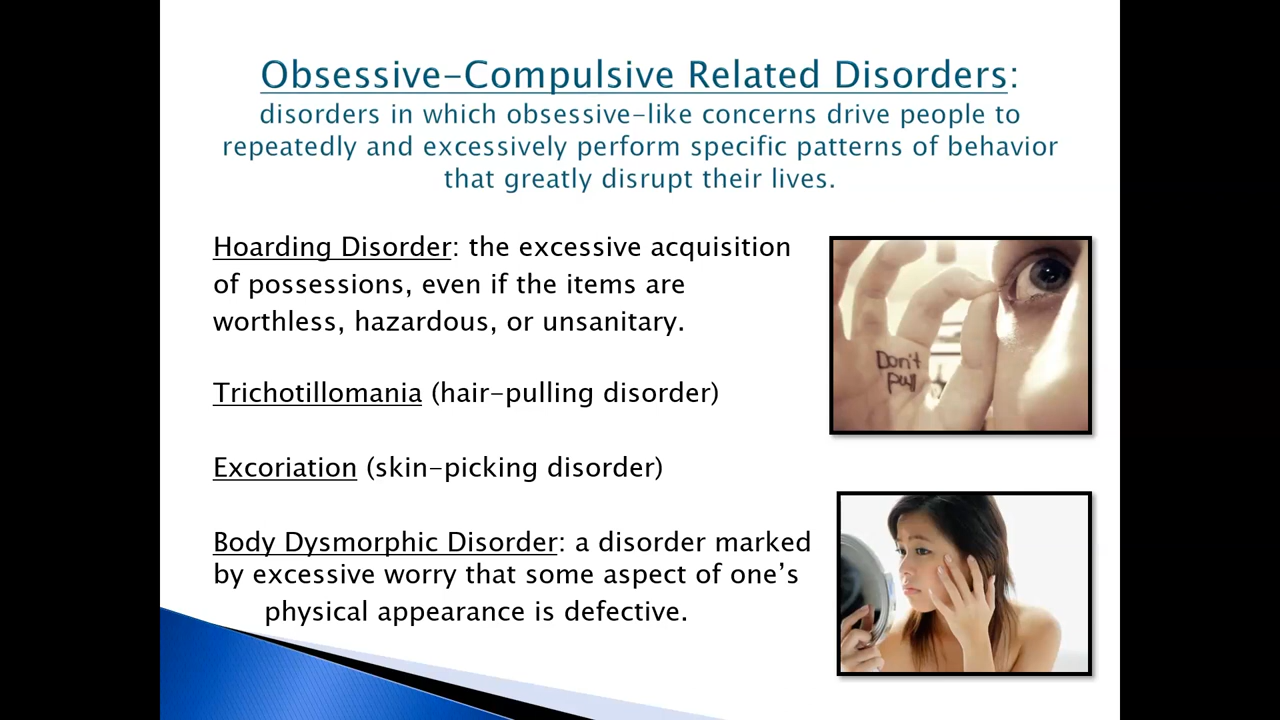 Obsessive-Compulsive Related Disorders:
disorders in which obsessive-like concerns drive people to
repeatedly and excessively perform specific patterns of behavior
that greatly disrupt their lives.
Hoarding Disorder: the excessive acquisition
of possessions, even if the items are
worthless, hazardous, or unsanitary.
Trichotillomania (hair-pulling disorder)
Excoriation (skin-picking disorder)
Body Dysmorphic Disorder: a disorder marked
by excessive worry that some aspect of one’s
physical appearance is defective.
Don't
pull